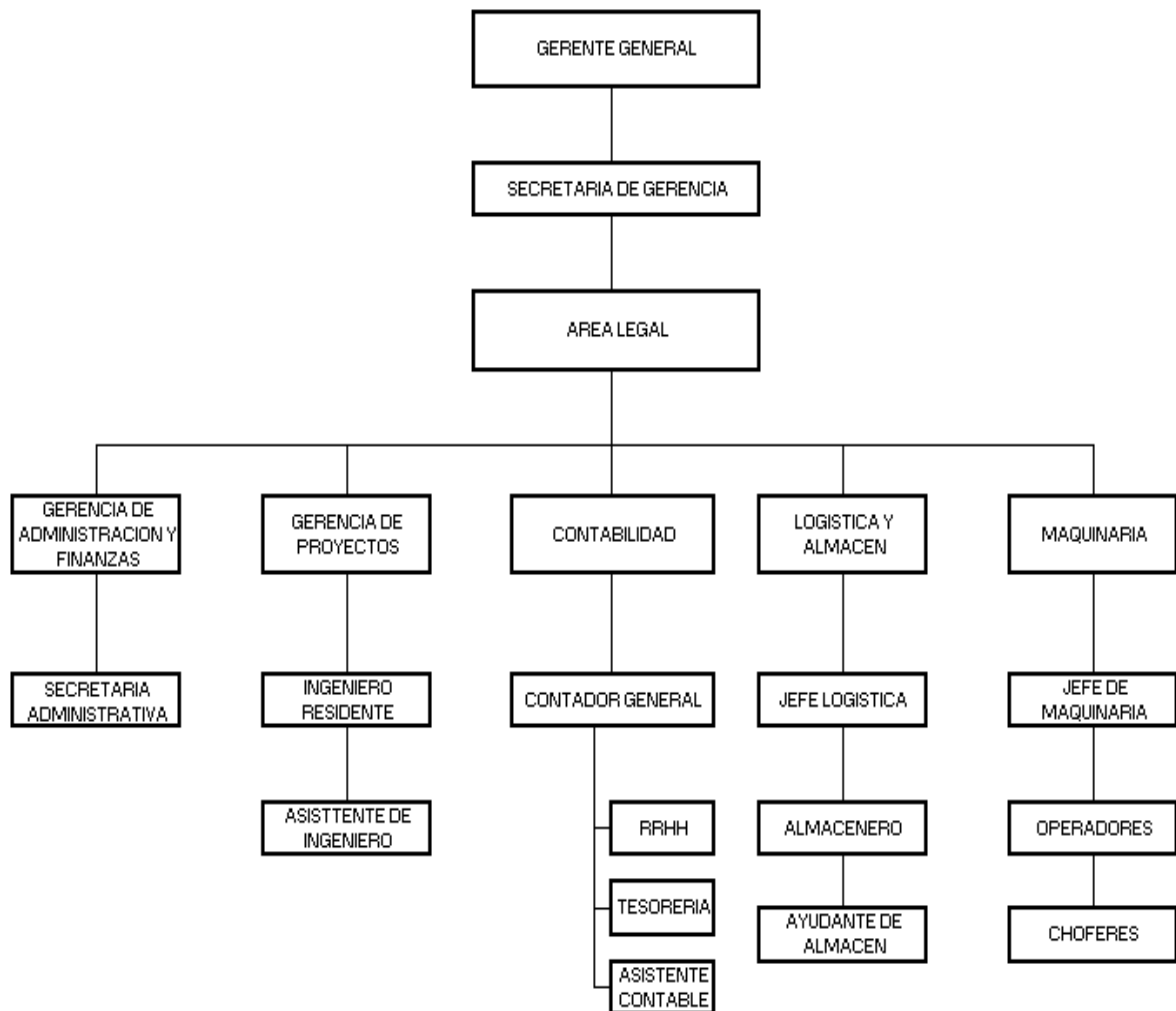 GERENTE GENERAL
SECRETARIA DE GERENCIA
AREA LEGAL
GERENCIA DE
ADMINISTRACION Y
FINANZAS
GERENCIA DE
PROYECTOS
CONTABILIDAD
LOGISTICA Y
ALMACEN
MAQUINARIA
SECRETARIA
ADMINISTRATIVA
INGENIERO
RESIDENTE
CONTADOR GENERAL
JEFE LOGISTICA
JEFE DE
MAQUINARIA
ASISTTENTE DE
INGENIERO
RRHH
ALMACENERO
OPERADORES
TESORERIA
AYUDANTE DE
ALMACEN
CHOFERES
ASISTENTE
CONTABLE